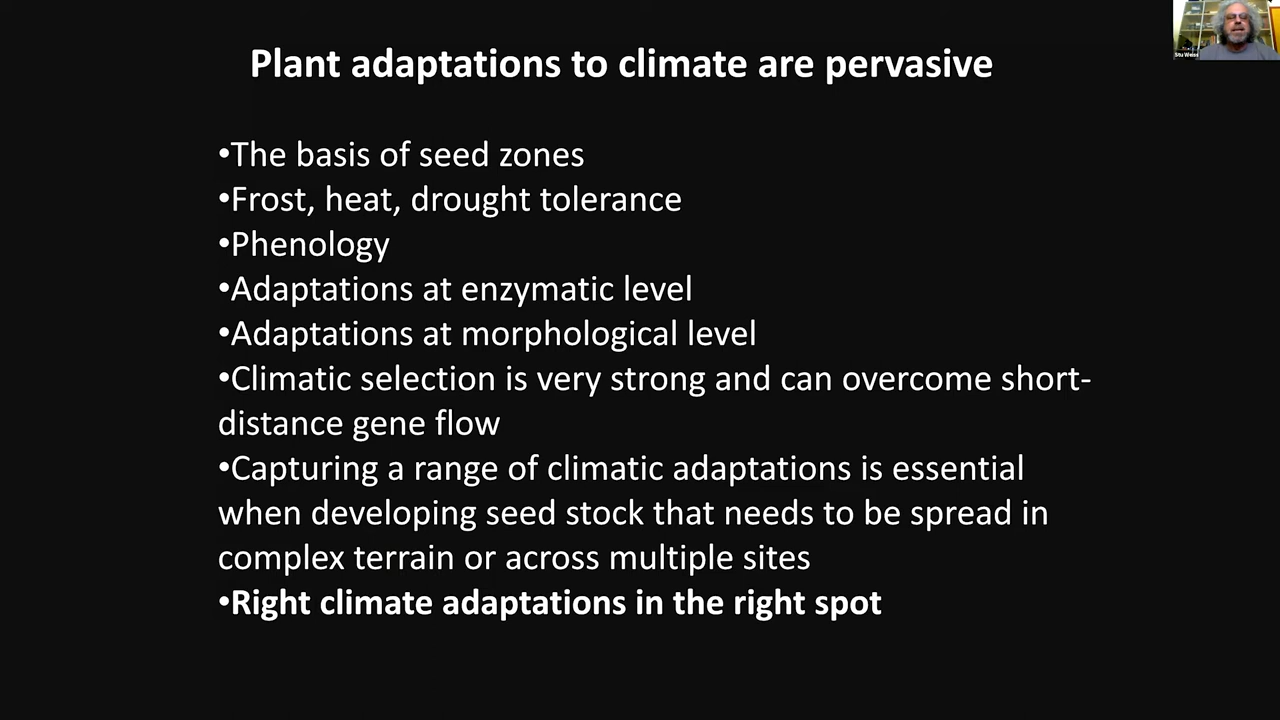 Plant adaptations to climate are pervasive
•The basis of seed zones
•Frost, heat, drought tolerance
•Phenology
•Adaptations at enzymatic level
•Adaptations at morphological level
•Climatic selection is very strong and can overcome short-
distance gene flow
•Capturing a range of climatic adaptations is essential
when developing seed stock that needs to be spread in
complex terrain or across multiple sites
•Right climate adaptations in the right spot
Stu Weiss